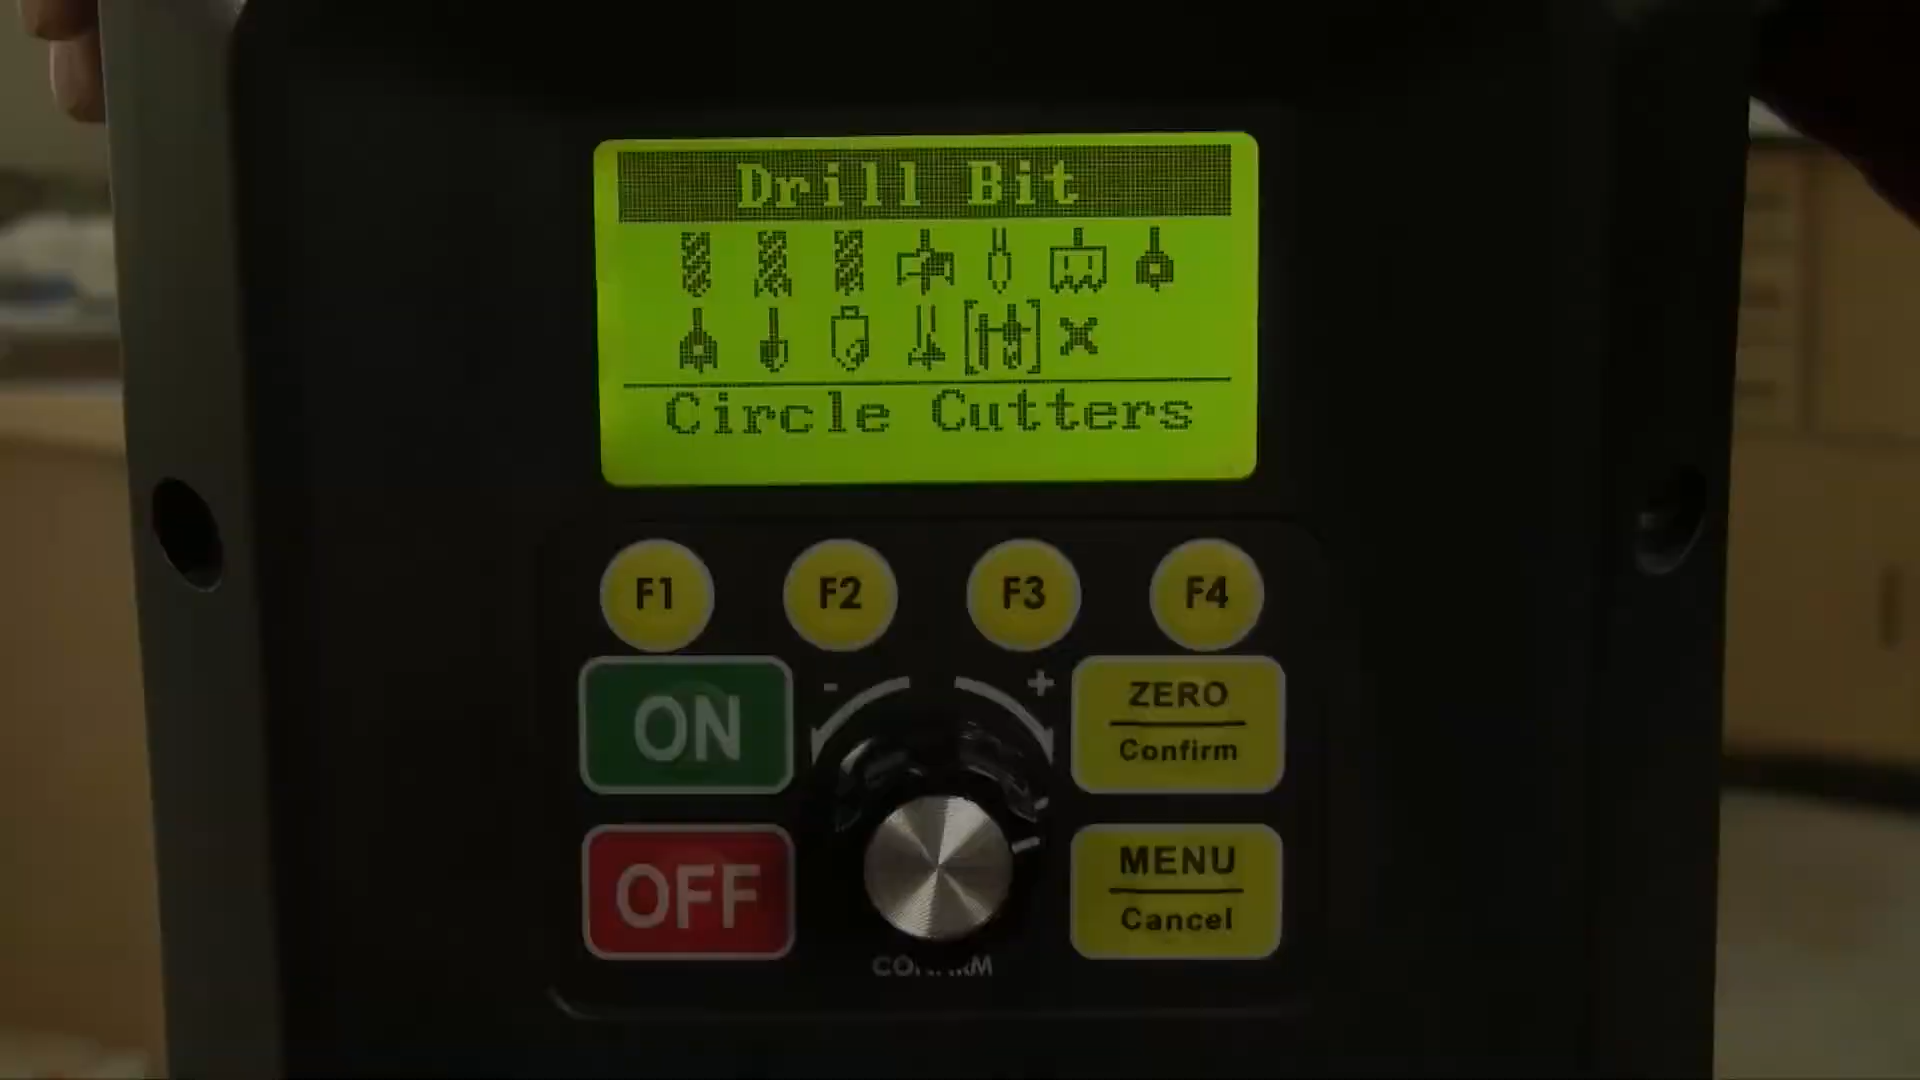 Drill Bit
Circle Cutters
F1 F2 F3 F4
ON
- +
ZERO
Confirm
OFF
MENU
Cancel